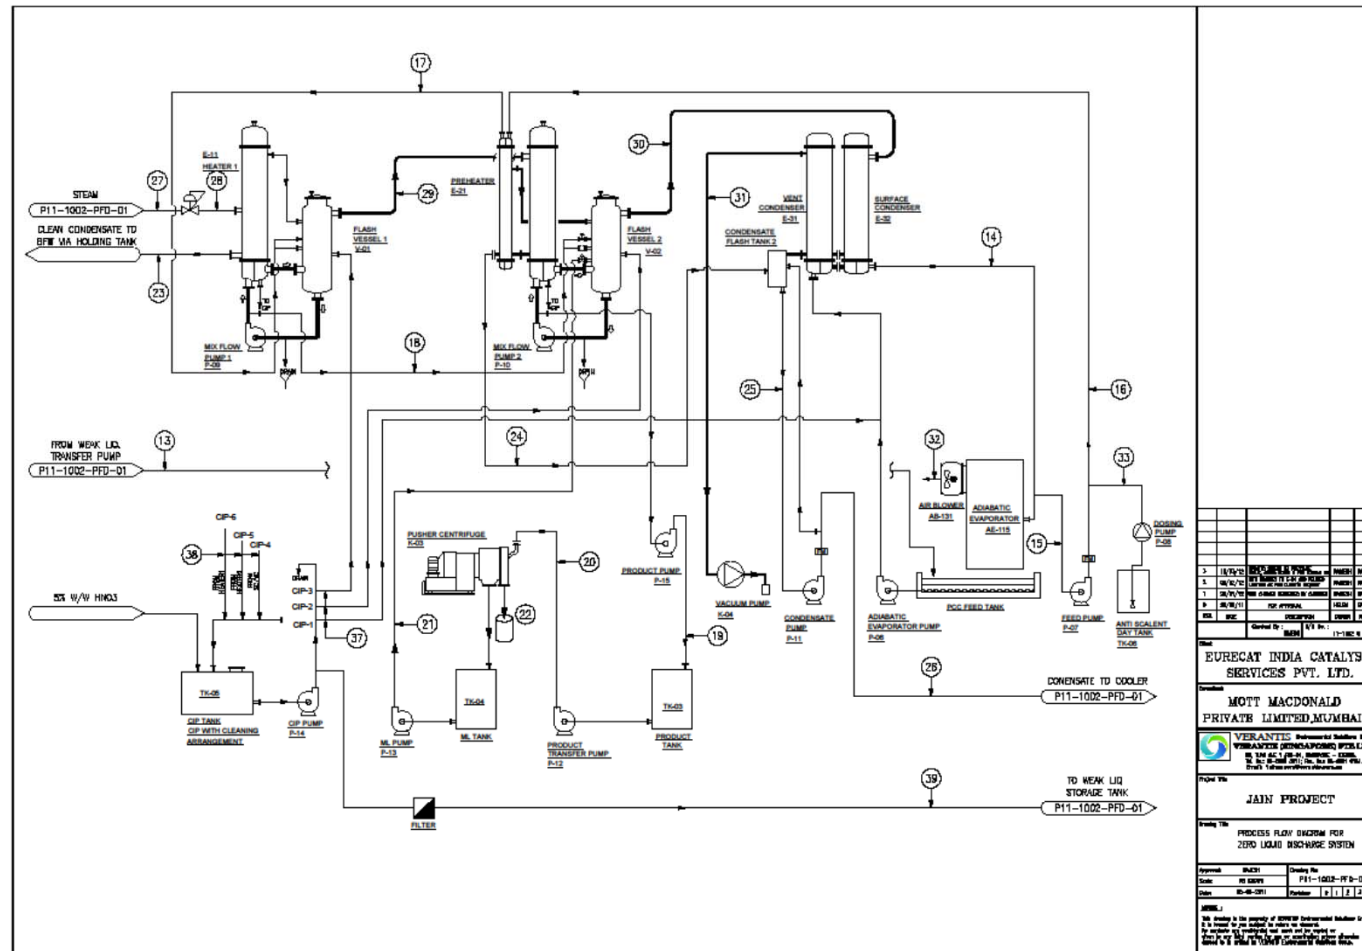 17
E-11
HEATER 1
STEAM
27
28
P11-1002-PFD-01
CLEAN CONDENSATE TO
BFW VIA HOLDING TANK
23
FLASH
VESSEL 1
V-01
29
PREHEATER
E-21
MIX FLOW
PUMP 1
P-09
DRAIN
18
FLASH
VESSEL 2
V-02
30
MIX FLOW
PUMP 2
P-10
DRAIN
31
VENT
CONDENSER
E-31
SURFACE
CONDENSER
E-32
CONDENSATE
FLASH TANK 2
14
25
16
FROM WEAK LIQ.
TRANSFER PUMP
P11-1002-PFD-01
13
24
32
33
AIR BLOWER
AB-131
ADIABATIC
EVAPORATOR
AE-115
15
DOSING
PUMP
P-08
CIP-6
CIP-5
CIP-4
38
DRAIN
CIP-3
CIP-2
CIP-1
37
5% W/W HNO3
PUSHER CENTRIFUGE
K-03
20
22
21
PRODUCT PUMP
P-15
19
VACUUM PUMP
K-04
CONDENSATE
PUMP
P-11
ADIABATIC
EVAPORATOR PUMP
P-06
PCC FEED TANK
FEED PUMP
P-07
ANTI SCALENT
DAY TANK
TK-06
TK-05
CIP TANK
CIP WITH CLEANING
ARRANGEMENT
CIP PUMP
P-14
TK-04
ML PUMP
P-13
ML TANK
TK-03
PRODUCT
TRANSFER PUMP
P-12
PRODUCT
TANK
26
CONENSATE TO COOLER
P11-1002-PFD-01
FILTER
39
TO WEAK LIQ
STORAGE TANK
P11-1002-PFD-01
FOR APPROVAL
DESCRIPTION
EURECAT INDIA CATALYS
SERVICES PVT. LTD.
MOTT MACDONALD
PRIVATE LIMITED,MUMBAI
VERANTIS
VERANTIS (SINGAPORE) PTE L
JAIN PROJECT
PROCESS FLOW DIAGRAM FOR
ZERO LIQUID DISCHARGE SYSTEM
P11-1002-PFD-0